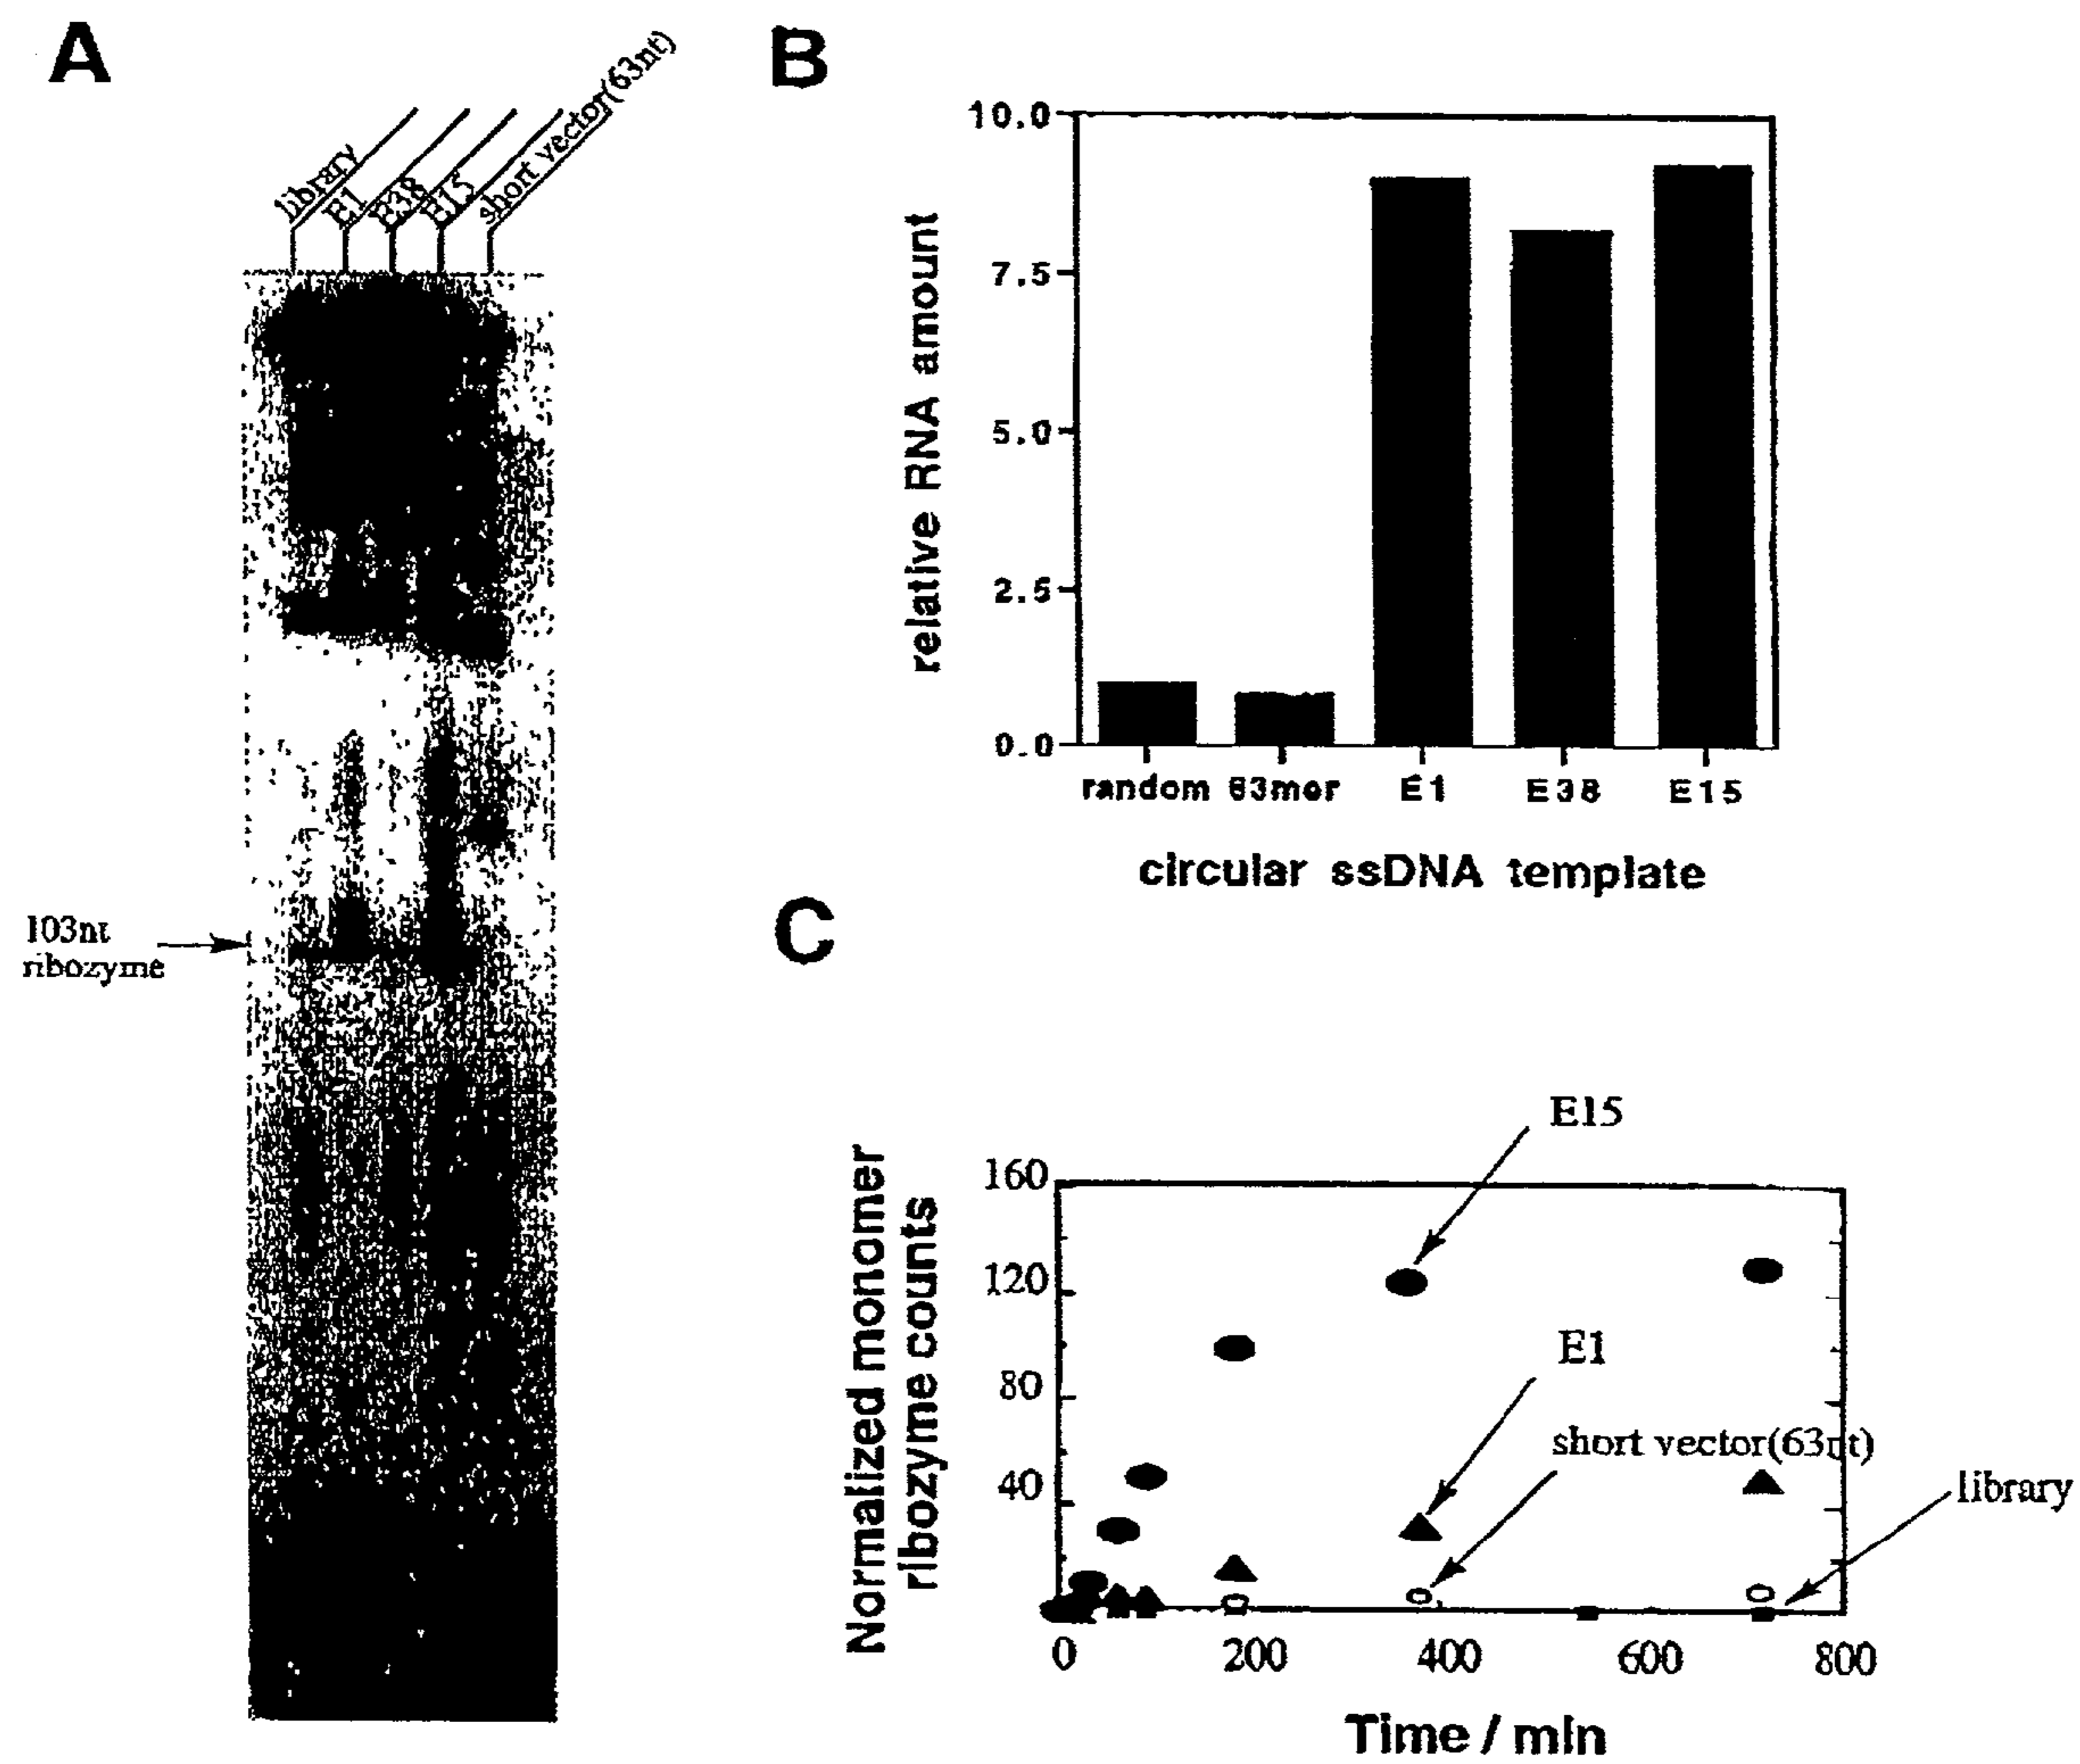 A
library
E1
E38
E15
short vector(63nt)
103nt
ribozyme
B
relative RNA amount
10.0
7.5
5.0
2.5
0.0
random
63mer
E1
E38
E15
circular ssDNA template
C
Normalized monomer
ribozyme counts
160
120
80
40
E15
E1
short vector(63nt)
library
0
200
400
600
800
Time / min